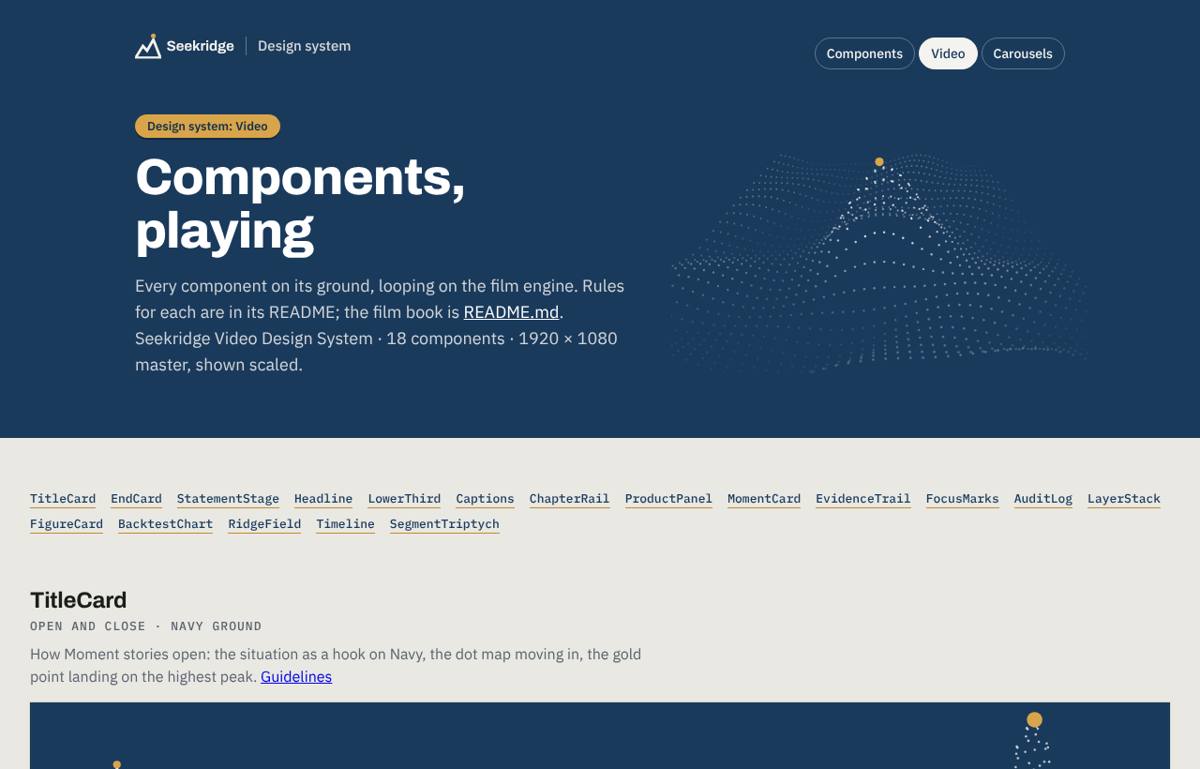 Seekridge Design system
Components Video Carousels
Design system: Video
Components,
playing
Every component on its ground, looping on the film engine. Rules
for each are in its README; the film book is README.md.
Seekridge Video Design System · 18 components · 1920 × 1080
master, shown scaled.
TitleCard EndCard StatementStage Headline LowerThird Captions ChapterRail ProductPanel MomentCard EvidenceTrail FocusMarks AuditLog LayerStack
FigureCard BacktestChart RidgeField Timeline SegmentTriptych
TitleCard
OPEN AND CLOSE · NAVY GROUND
How Moment stories open: the situation as a hook on Navy, the dot map moving in, the gold
point landing on the highest peak. Guidelines